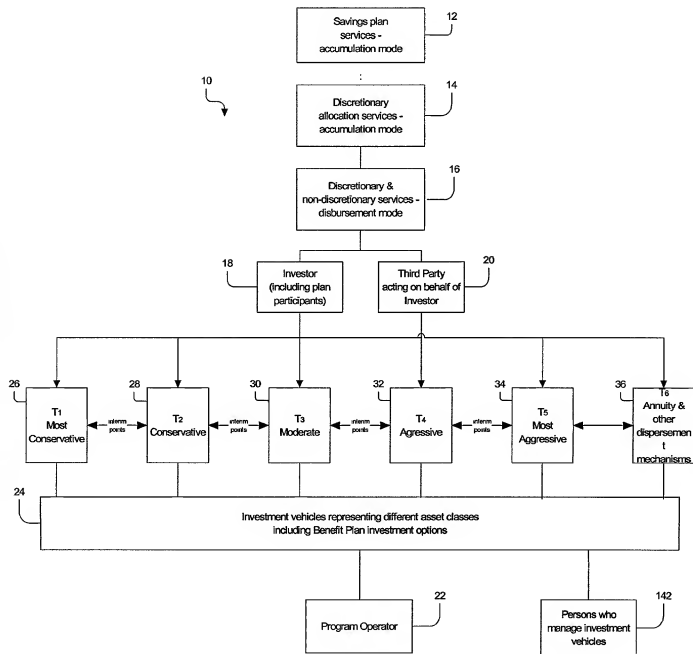 Savings plan
services -
accumulation mode
12
:
10
Discretionary
allocation services -
accumulation mode
14
Discretionary &
non-discretionary services -
disbursement mode
16
18
Investor
(including plan
participants)
Third Party
acting on behalf of
Investor
20
26
T1
Most
Conservative
interim
points
28
T2
Conservative
interim
points
30
T3
Moderate
interim
points
32
T4
Agressive
interim
points
34
T5
Most
Aggressive
36
T6
Annuity &
other
dispersemen
t
mechanisms
24
Investment vehicles representing different asset classes
including Benefit Plan investment options
Program Operator
22
Persons who
manage investment
vehicles
142